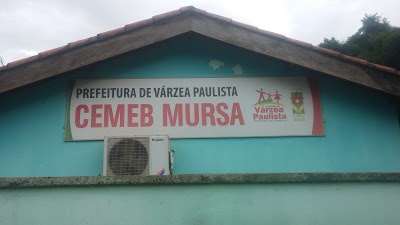 PREFEITURA DE VÁRZEA PAULISTA
CEMEB MURSA
Várzea
Paulista